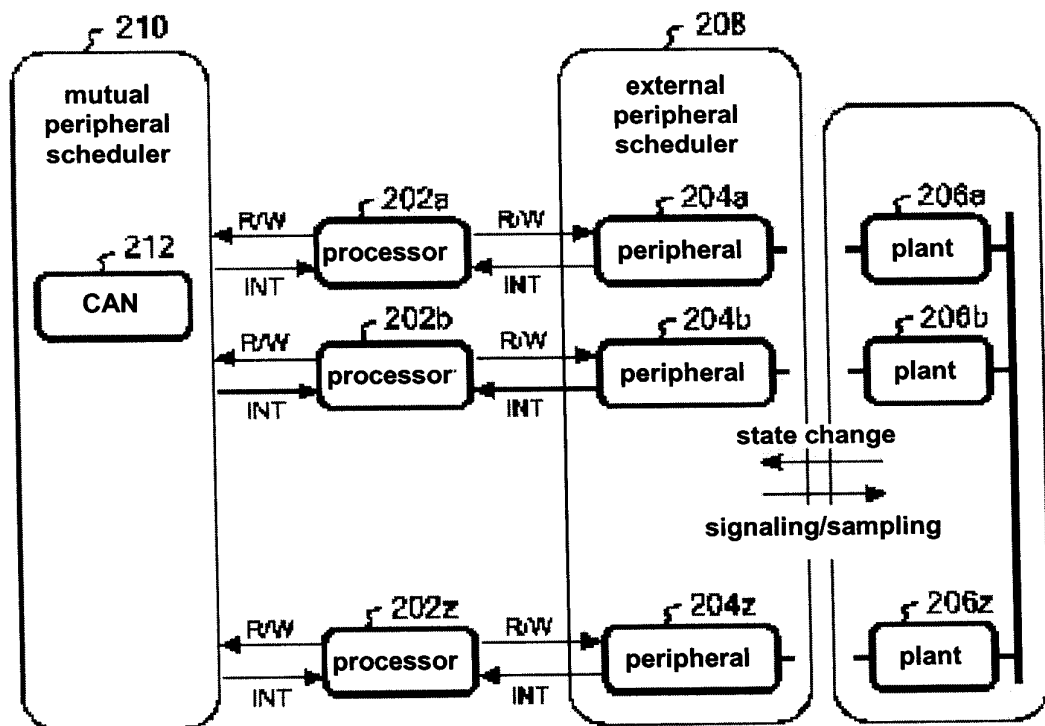 210
208
mutual
peripheral
scheduler
external
peripheral
scheduler
202a
204a
206a
R/W
processor
R/W
peripheral
plant
212
INT
INT
CAN
202b
204b
206b
R/W
processor
R/W
peripheral
plant
INT
INT
state change
signaling/sampling
202z
204z
206z
R/W
processor
R/W
peripheral
plant
INT
INT